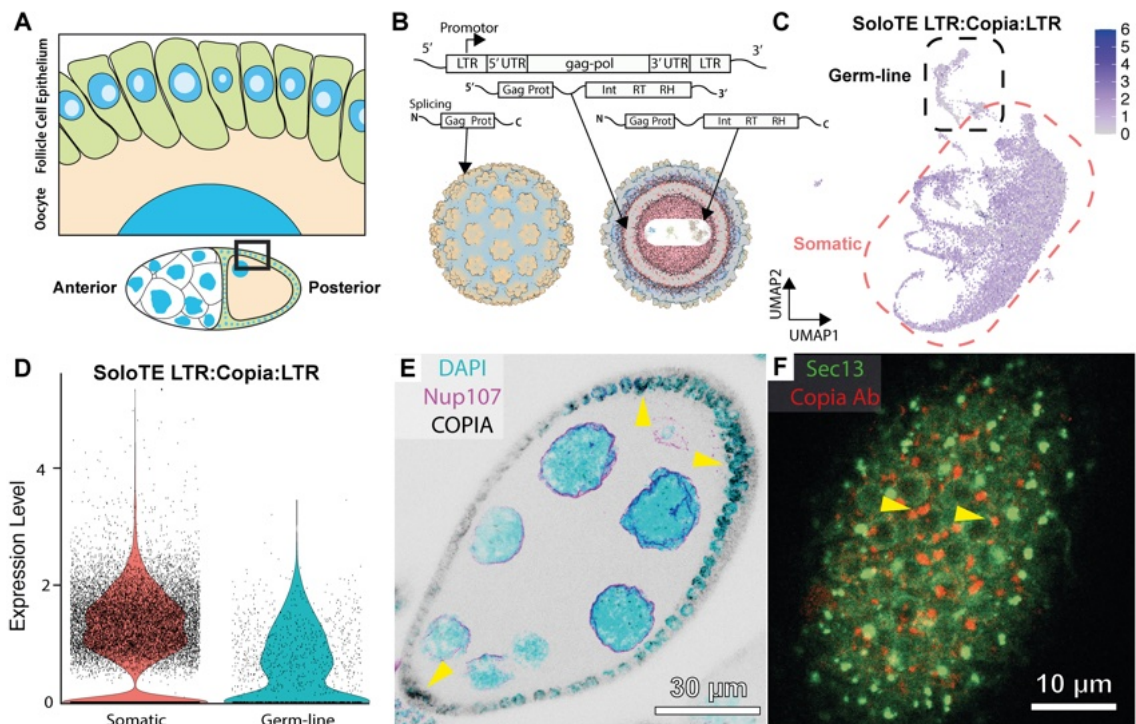 A
Follicle Cell Epithelium
Oocyte
Anterior
Posterior
B
Promotor
5′
3′
LTR 5′ UTR gag-pol 3′ UTR LTR
5′ Gag Prot Int RT RH 3′
Splicing
N Gag Prot C
N Gag Prot Int RT RH C
C
SoloTE LTR:Copia:LTR
Germ-line
Somatic
6
5
4
3
2
1
0
UMAP2
UMAP1
D
SoloTE LTR:Copia:LTR
Expression Level
4
2
0
Somatic
Germ-line
E
DAPI
Nup107
COPIA
30 µm
F
Sec13
Copia Ab
10 µm